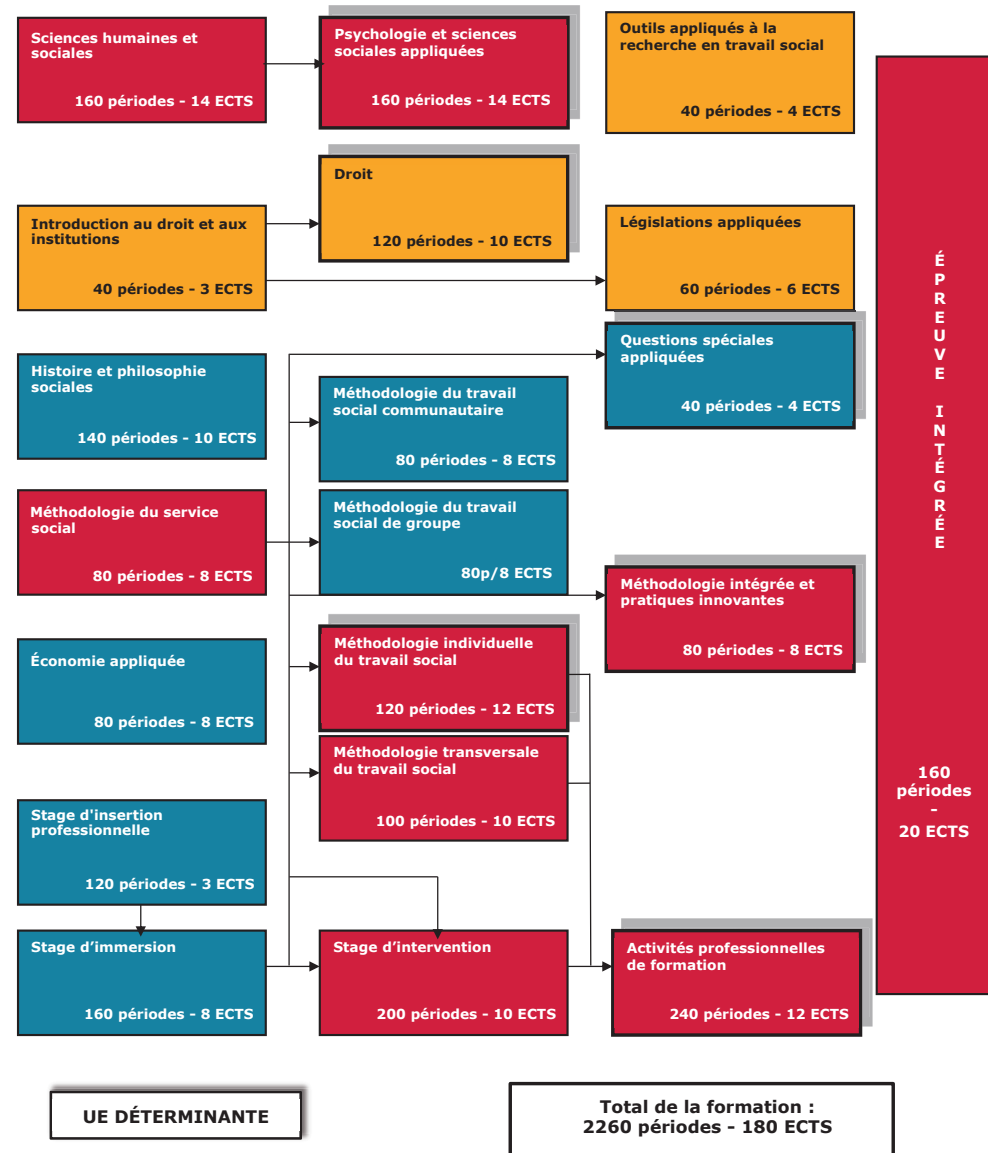 Sciences humaines et
sociales
160 périodes - 14 ECTS
Psychologie et sciences
sociales appliquées
160 périodes - 14 ECTS
Outils appliqués à la
recherche en travail social
40 périodes - 4 ECTS
Introduction au droit et aux
institutions
40 périodes - 3 ECTS
Droit
120 périodes - 10 ECTS
Législations appliquées
60 périodes - 6 ECTS
Histoire et philosophie
sociales
140 périodes - 10 ECTS
Méthodologie du travail
social communautaire
80 périodes - 8 ECTS
Questions spéciales
appliquées
40 périodes - 4 ECTS
Méthodologie du service
social
80 périodes - 8 ECTS
Méthodologie du travail
social de groupe
80p/8 ECTS
Méthodologie intégrée et
pratiques innovantes
80 périodes - 8 ECTS
Économie appliquée
80 périodes - 8 ECTS
Méthodologie individuelle
du travail social
120 périodes - 12 ECTS
Méthodologie transversale
du travail social
100 périodes - 10 ECTS
Stage d'insertion
professionnelle
120 périodes - 3 ECTS
Stage d’immersion
160 périodes - 8 ECTS
Stage d’intervention
200 périodes - 10 ECTS
Activités professionnelles
de formation
240 périodes - 12 ECTS
ÉPREUVE INTÉGRÉE
160
périodes
-
20 ECTS
UE DÉTERMINANTE
Total de la formation :
2260 périodes - 180 ECTS